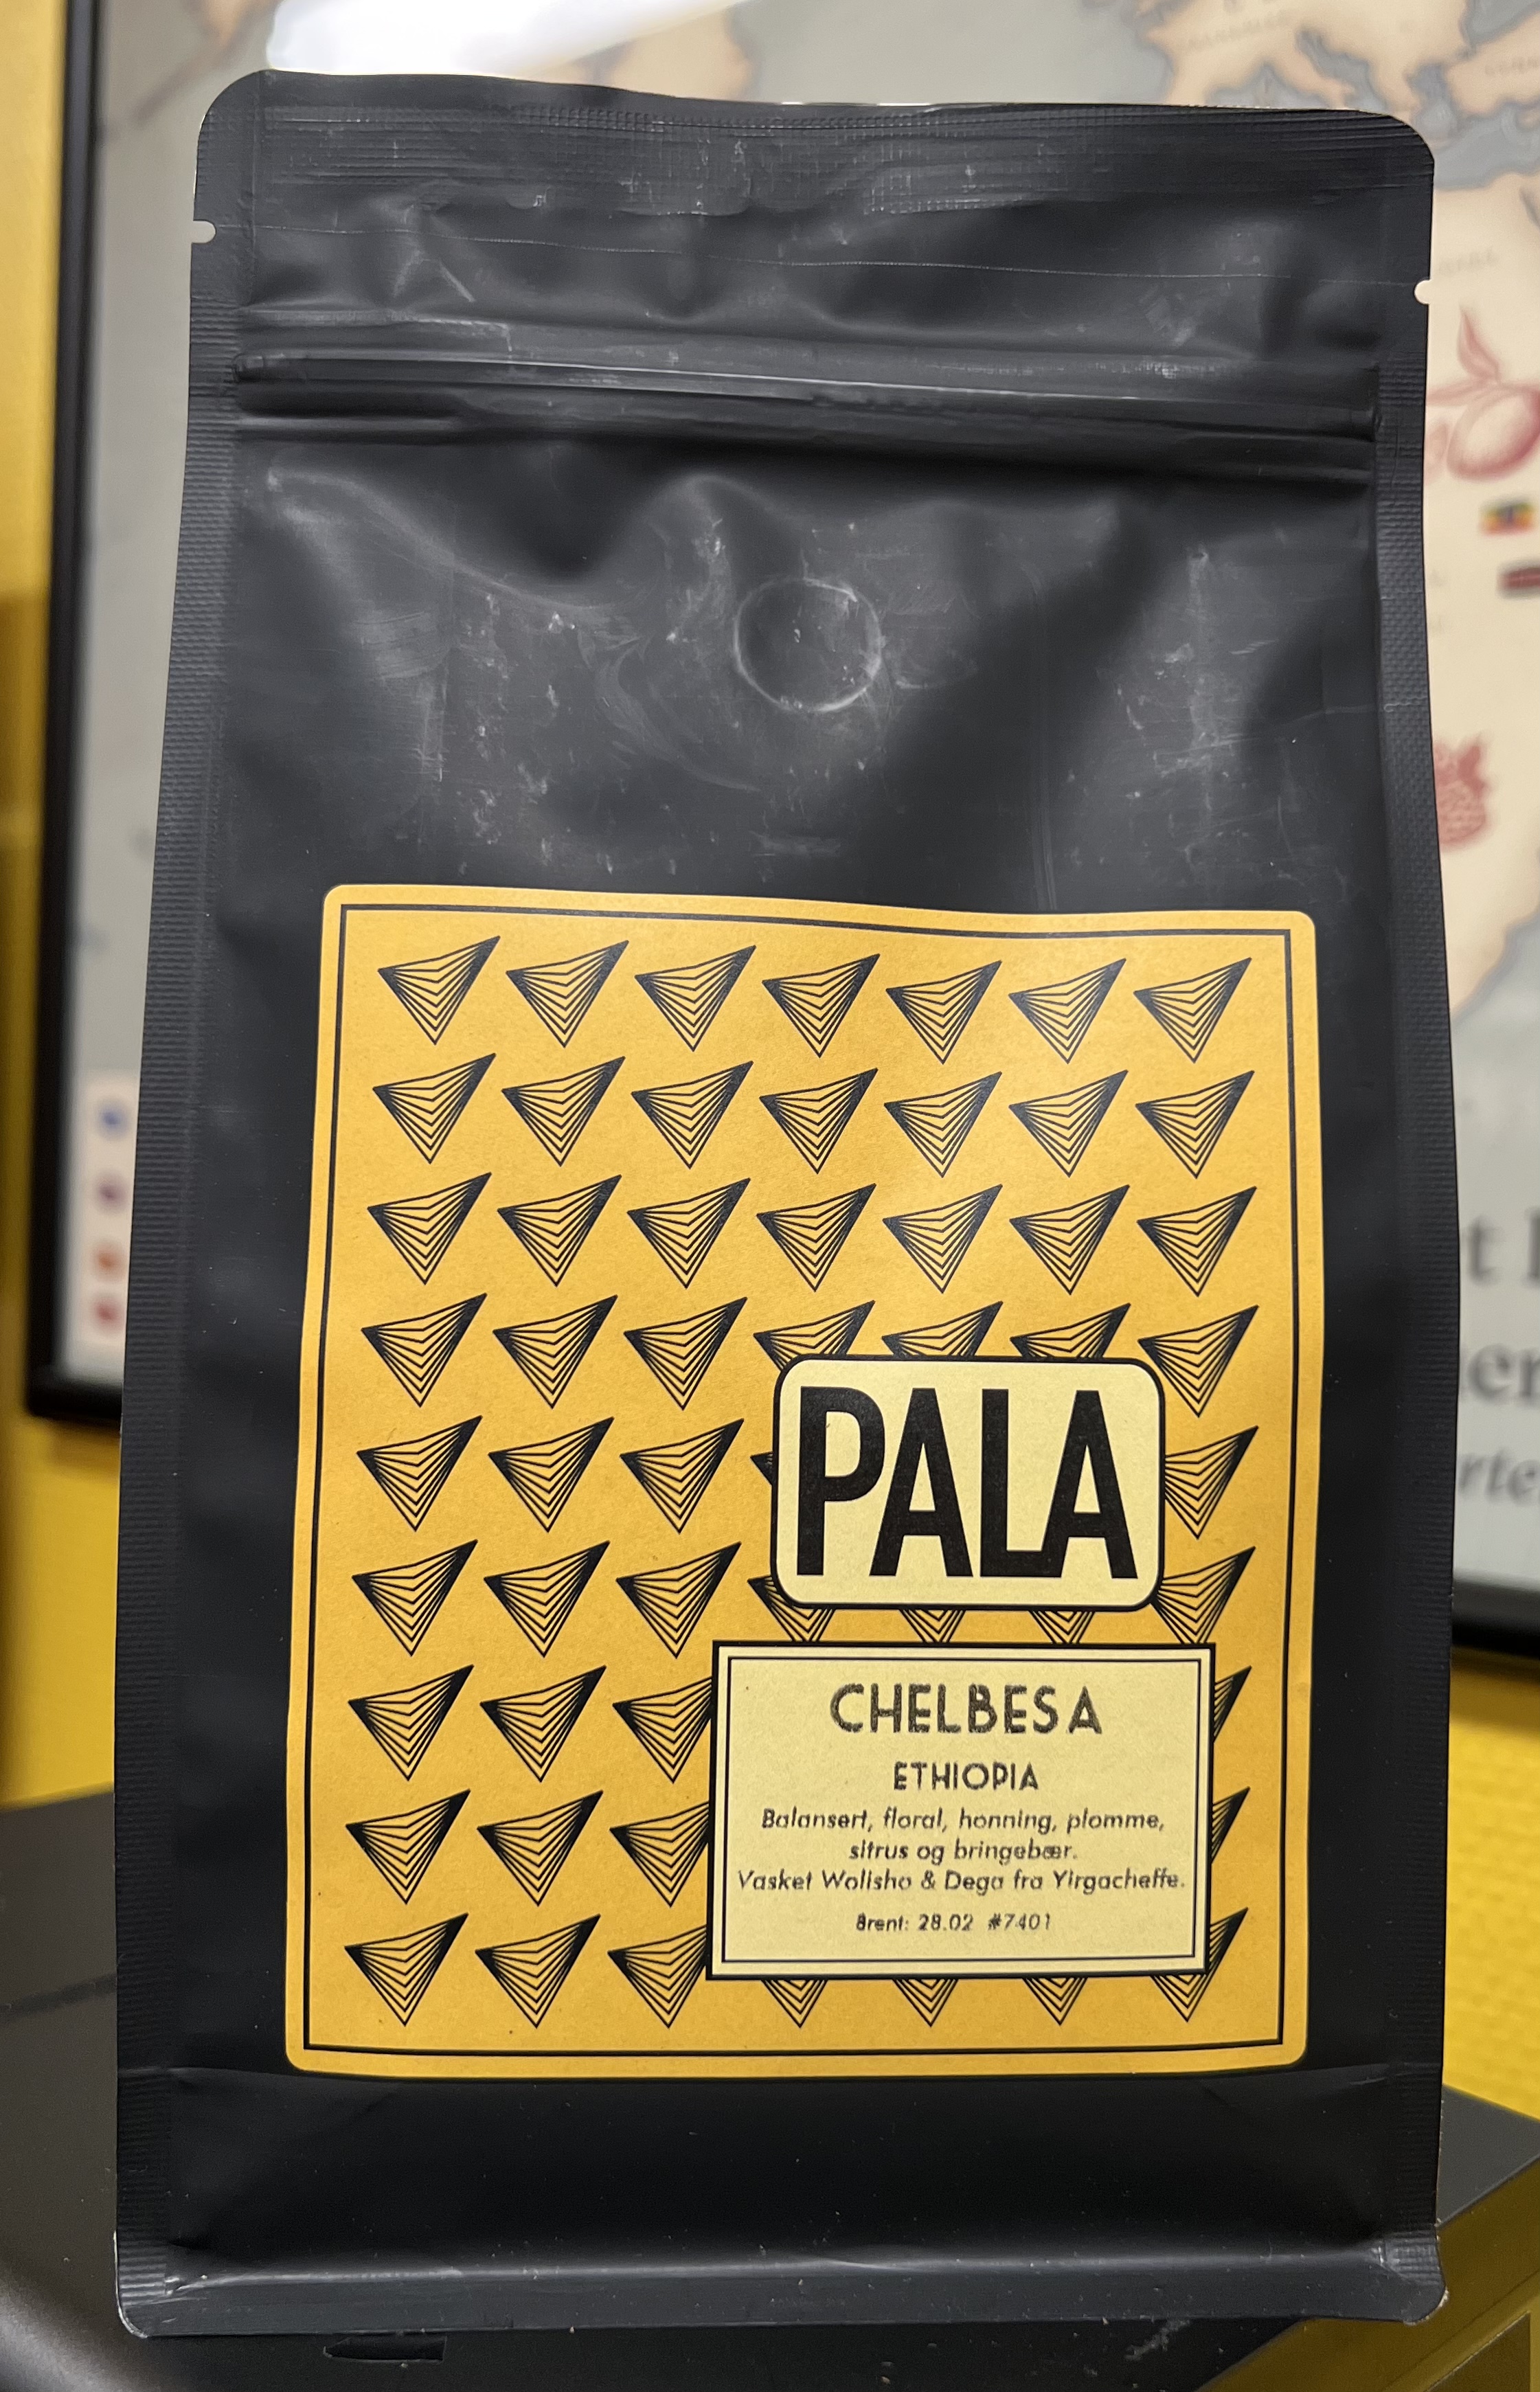 PALA
CHELBESA
ETHIOPIA
Balansert, floral, honning, plomme,
sitrus og bringebær.
Vasket Wolisho & Dega fra Yirgacheffe.
Brent: 28.02 #7401